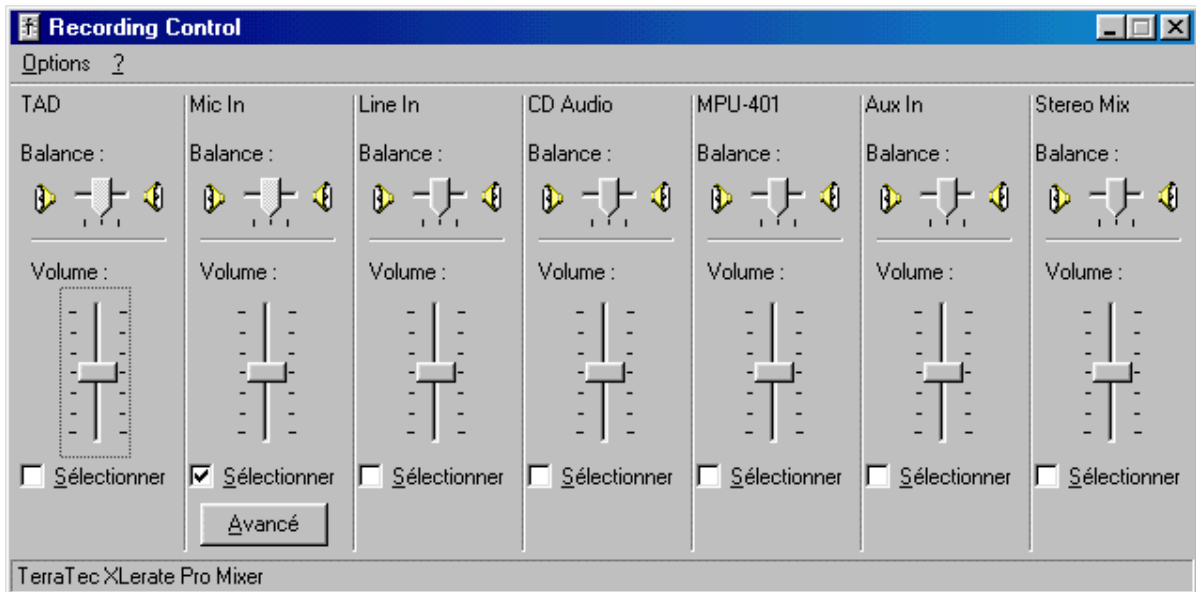 Recording Control
Options ?
TAD Mic In Line In CD Audio MPU-401 Aux In Stereo Mix
Balance : Balance : Balance : Balance : Balance : Balance : Balance :
Volume : Volume : Volume : Volume : Volume : Volume : Volume :
Sélectionner Sélectionner Sélectionner Sélectionner Sélectionner Sélectionner Sélectionner
Avancé
TerraTec XLerate Pro Mixer